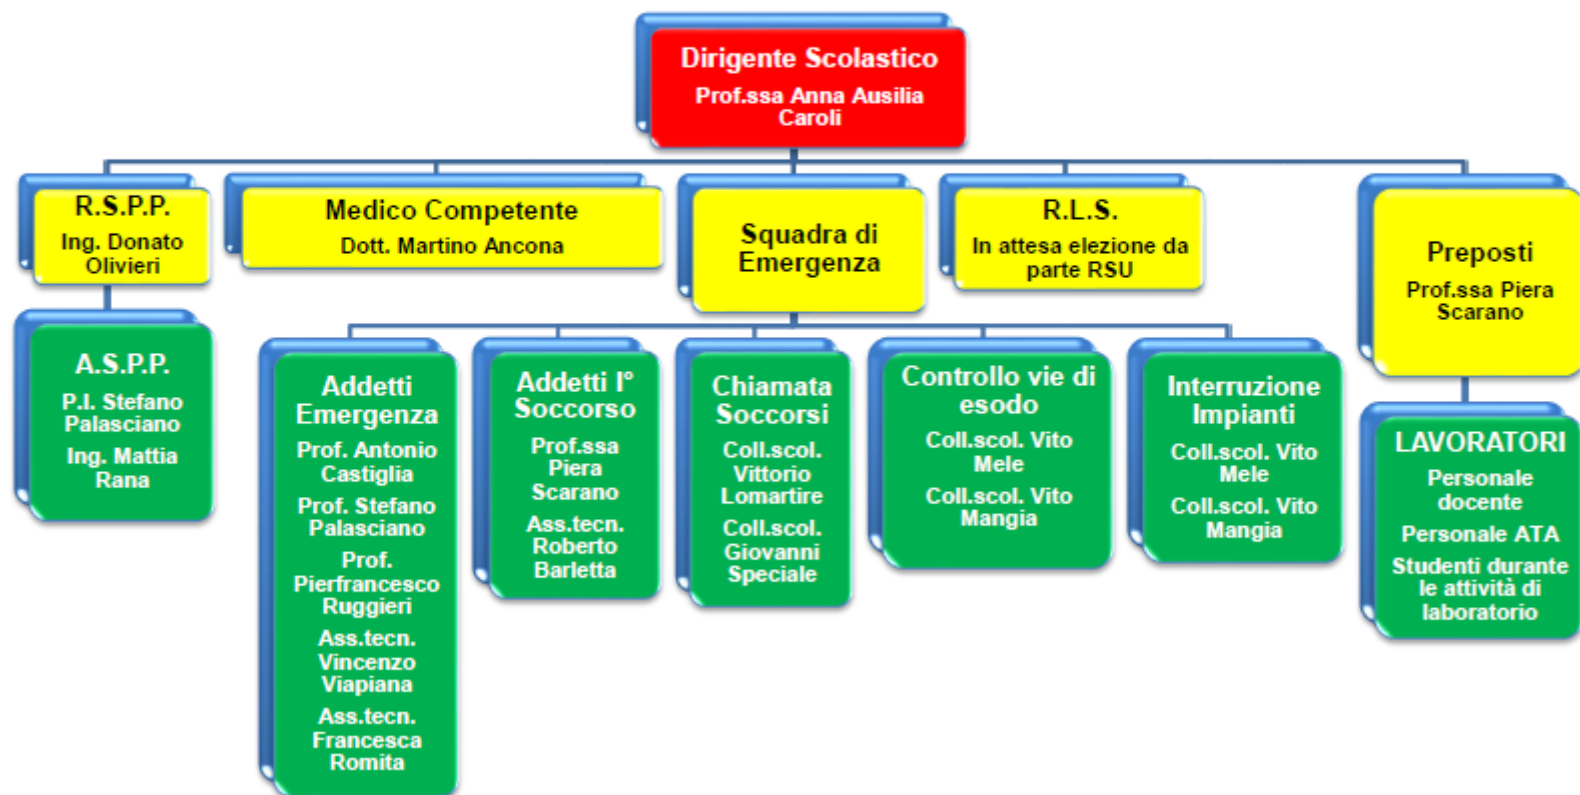 Dirigente Scolastico
Prof.ssa Anna Ausilia
Caroli
R.S.P.P.
Ing. Donato
Olivieri
Medico Competente
Dott. Martino Ancona
Squadra di
Emergenza
R.L.S.
In attesa elezione da
parte RSU
Preposti
Prof.ssa Piera
Scarano
A.S.P.P.
P.I. Stefano
Palasciano
Ing. Mattia
Rana
Addetti
Emergenza
Prof. Antonio
Castiglia
Prof. Stefano
Palasciano
Prof.
Pierfrancesco
Ruggieri
Ass.tecn.
Vincenzo
Viapiana
Ass.tecn.
Francesca
Romita
Addetti I°
Soccorso
Prof.ssa
Piera
Scarano
Ass.tecn.
Roberto
Barletta
Chiamata
Soccorsi
Coll.scol.
Vittorio
Lomartire
Coll.scol.
Giovanni
Speciale
Controllo vie di
esodo
Coll.scol. Vito
Mele
Coll.scol. Vito
Mangia
Interruzione
Impianti
Coll.scol. Vito
Mele
Coll.scol. Vito
Mangia
LAVORATORI
Personale
docente
Personale ATA
Studenti durante
le attività di
laboratorio